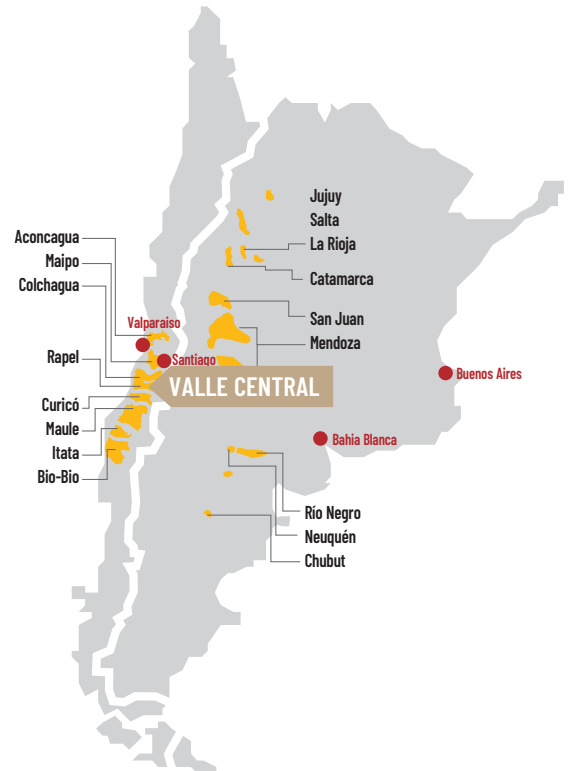 Jujuy
Salta
La Rioja
Catamarca
San Juan
Mendoza
Aconcagua
Maipo
Colchagua
Valparaiso
Santiago
Rapel
VALLE CENTRAL
Curicó
Maule
Itata
Bio-Bio
Buenos Aires
Bahia Blanca
Río Negro
Neuquén
Chubut